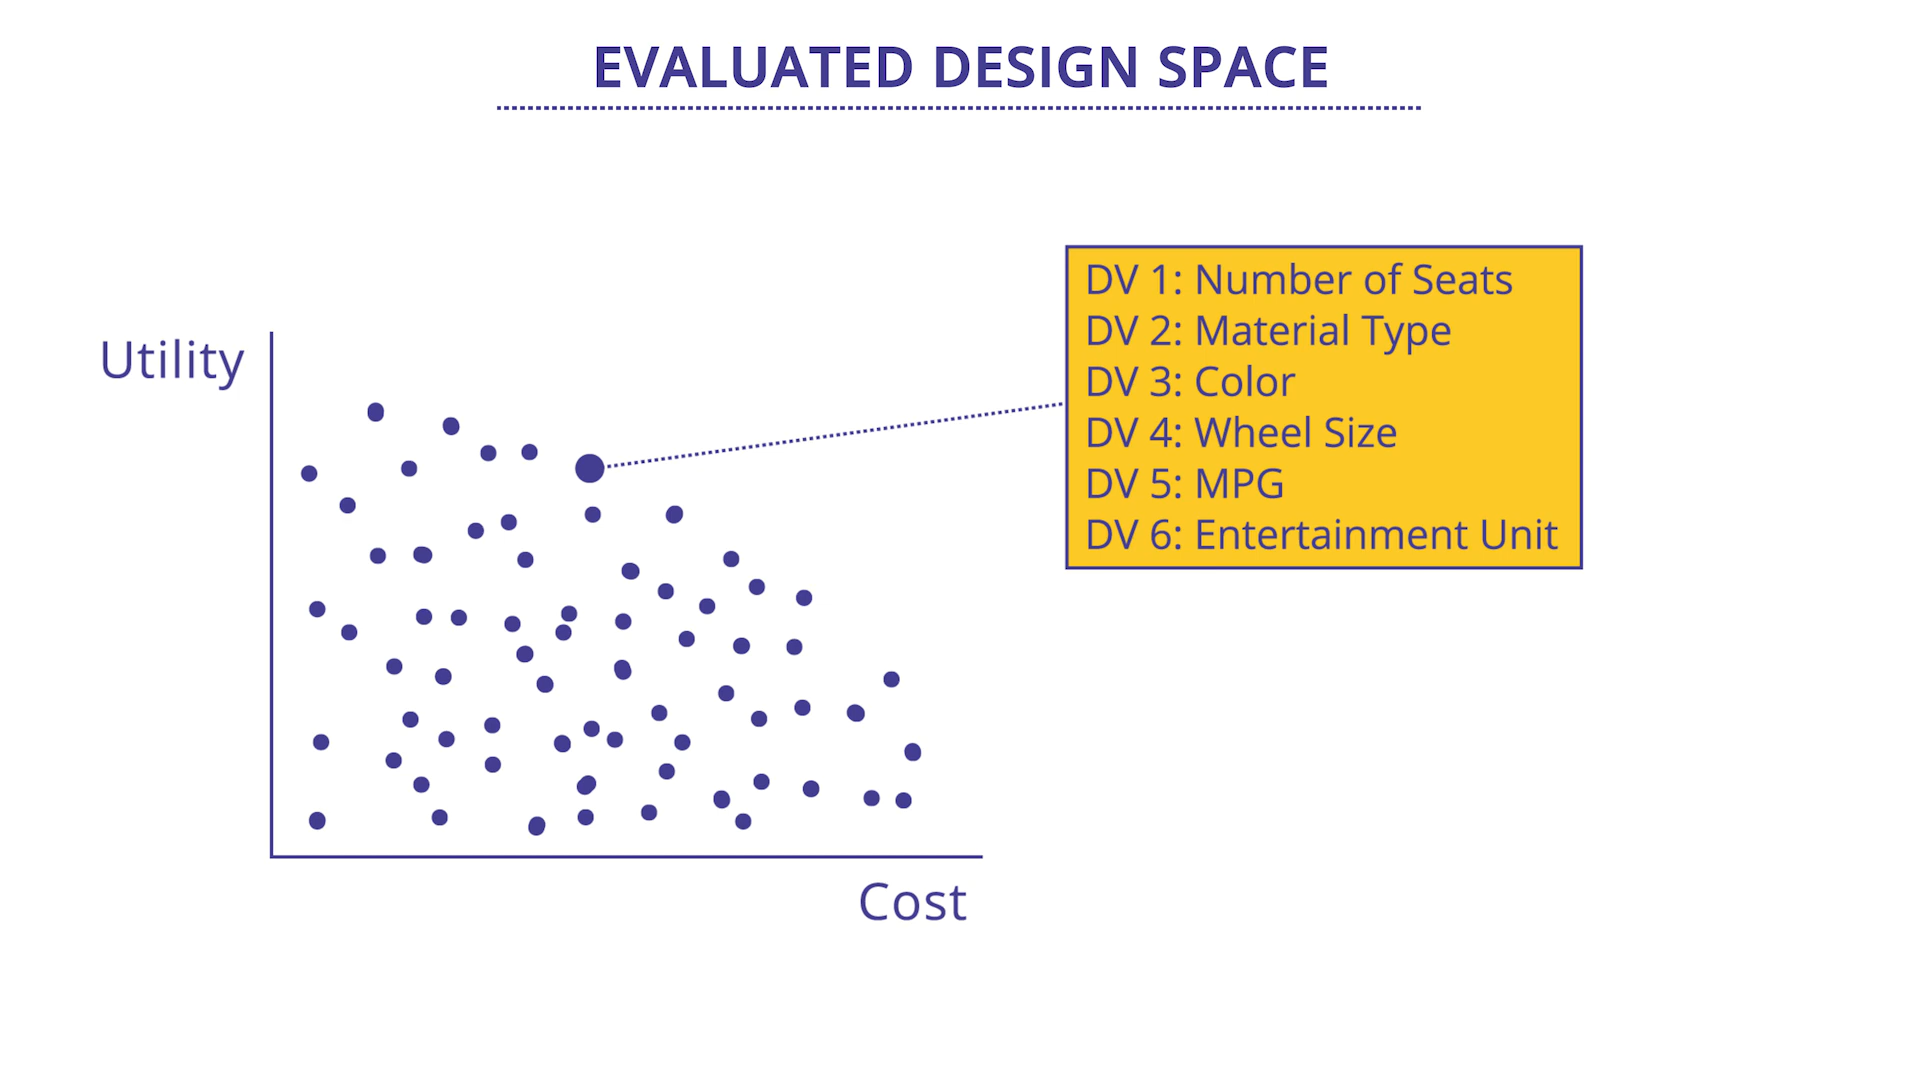 EVALUATED DESIGN SPACE
Utility
DV 1: Number of Seats
DV 2: Material Type
DV 3: Color
DV 4: Wheel Size
DV 5: MPG
DV 6: Entertainment Unit
Cost